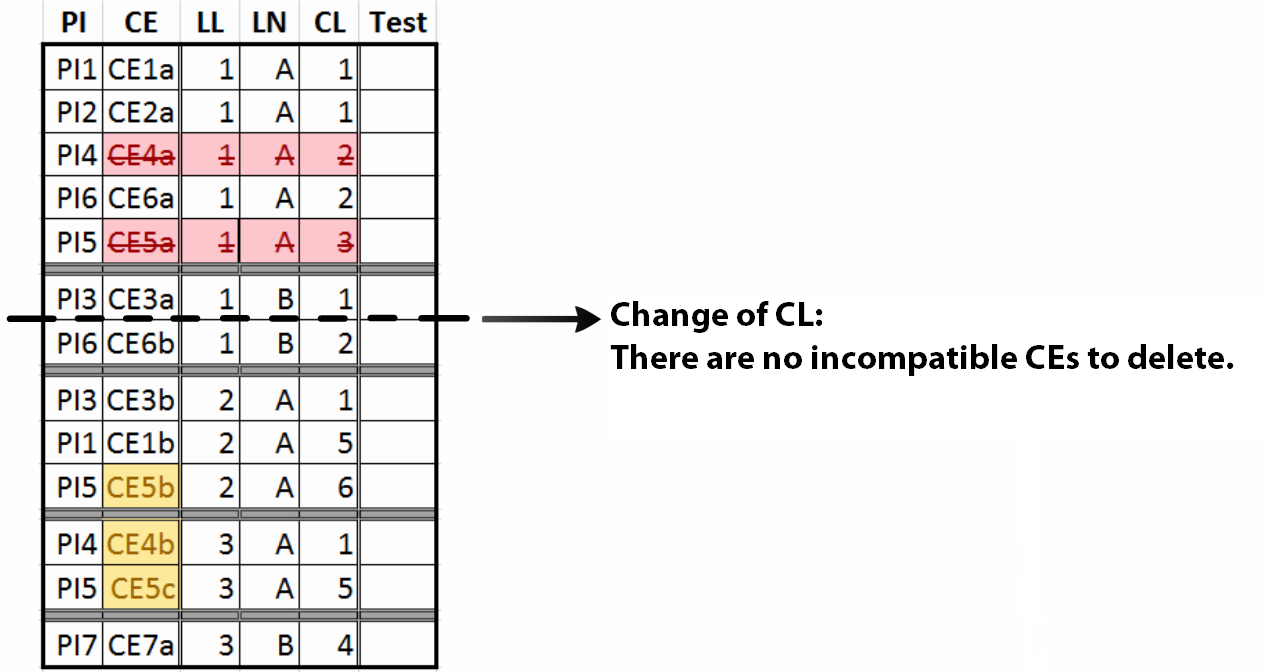 PI CE LL LN CL Test
PI1 CE1a 1 A 1
PI2 CE2a 1 A 1
PI4 CE4a 1 A 2
PI6 CE6a 1 A 2
PI5 CE5a 1 A 3
PI3 CE3a 1 B 1
PI6 CE6b 1 B 2
PI3 CE3b 2 A 1
PI1 CE1b 2 A 5
PI5 CE5b 2 A 6
PI4 CE4b 3 A 1
PI5 CE5c 3 A 5
PI7 CE7a 3 B 4
Change of CL:
There are no incompatible CEs to delete.